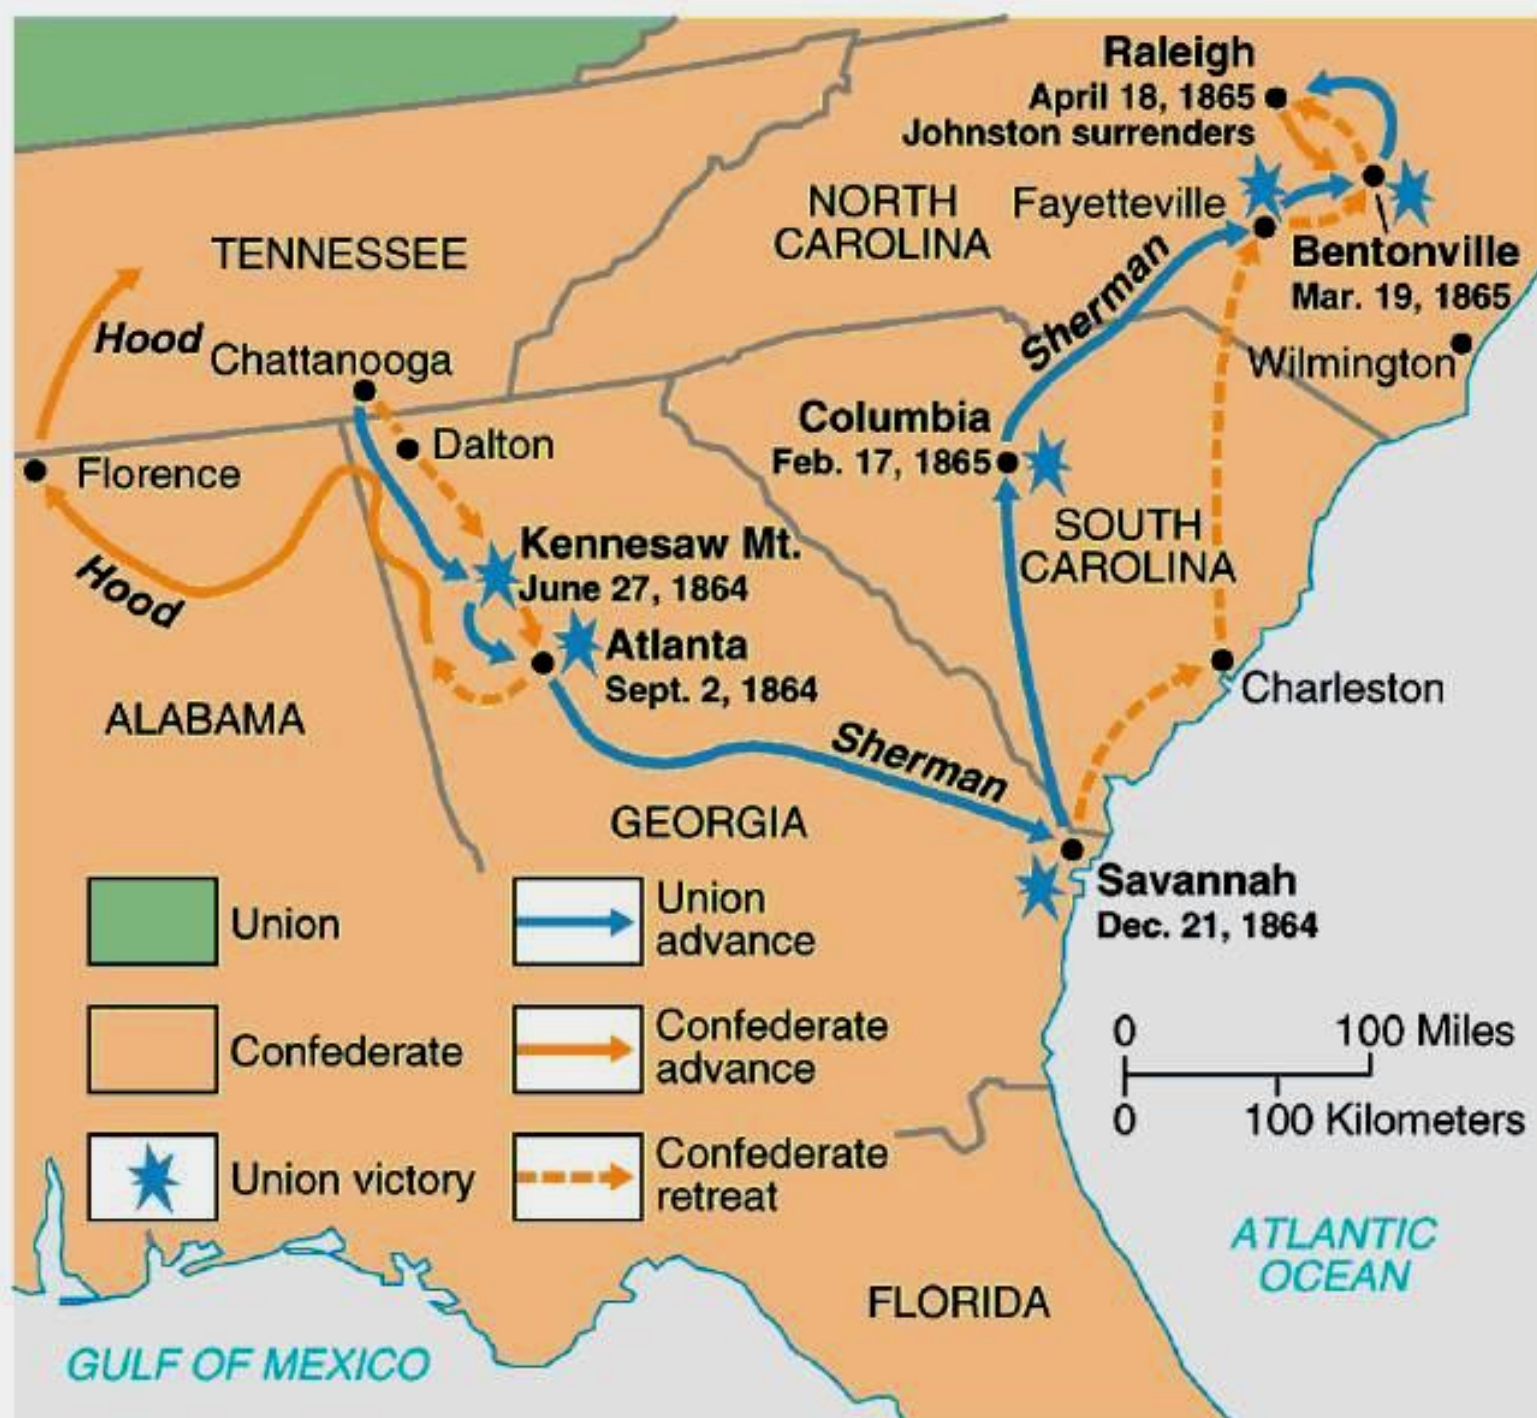 Raleigh
April 18, 1865
Johnston surrenders
NORTH
CAROLINA
Fayetteville
TENNESSEE
Bentonville
Mar. 19, 1865
Hood
Chattanooga
Sherman
Wilmington
Columbia
Feb. 17, 1865
Dalton
Florence
SOUTH
CAROLINA
Kennesaw Mt.
June 27, 1864
Hood
Atlanta
Sept. 2, 1864
Charleston
ALABAMA
Sherman
GEORGIA
Savannah
Dec. 21, 1864
Union
Union
advance
Confederate
Confederate
advance
Union victory
Confederate
retreat
0 100 Miles
0 100 Kilometers
ATLANTIC
OCEAN
FLORIDA
GULF OF MEXICO